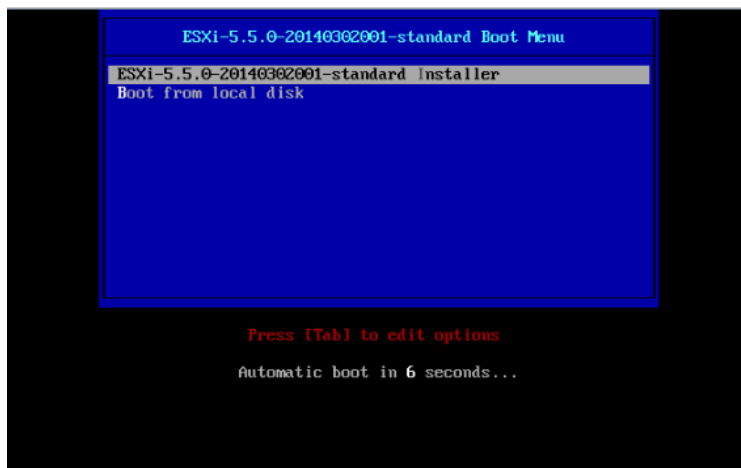 ESXi-5.5.0-20140302001-standard Boot Menu
ESXi-5.5.0-20140302001-standard Installer
Boot from local disk
Press [Tab] to edit options
Automatic boot in 6 seconds...